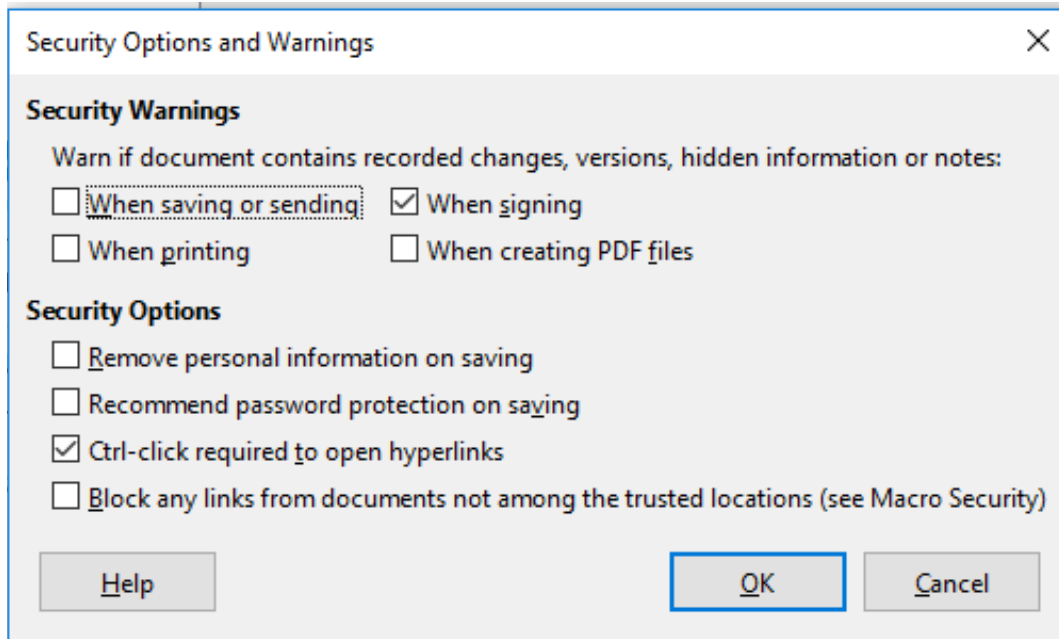 Security Options and Warnings
Security Warnings
Warn if document contains recorded changes, versions, hidden information or notes:
When saving or sending When signing
When printing When creating PDF files
Security Options
Remove personal information on saving
Recommend password protection on saving
Ctrl-click required to open hyperlinks
Block any links from documents not among the trusted locations (see Macro Security)
Help OK Cancel